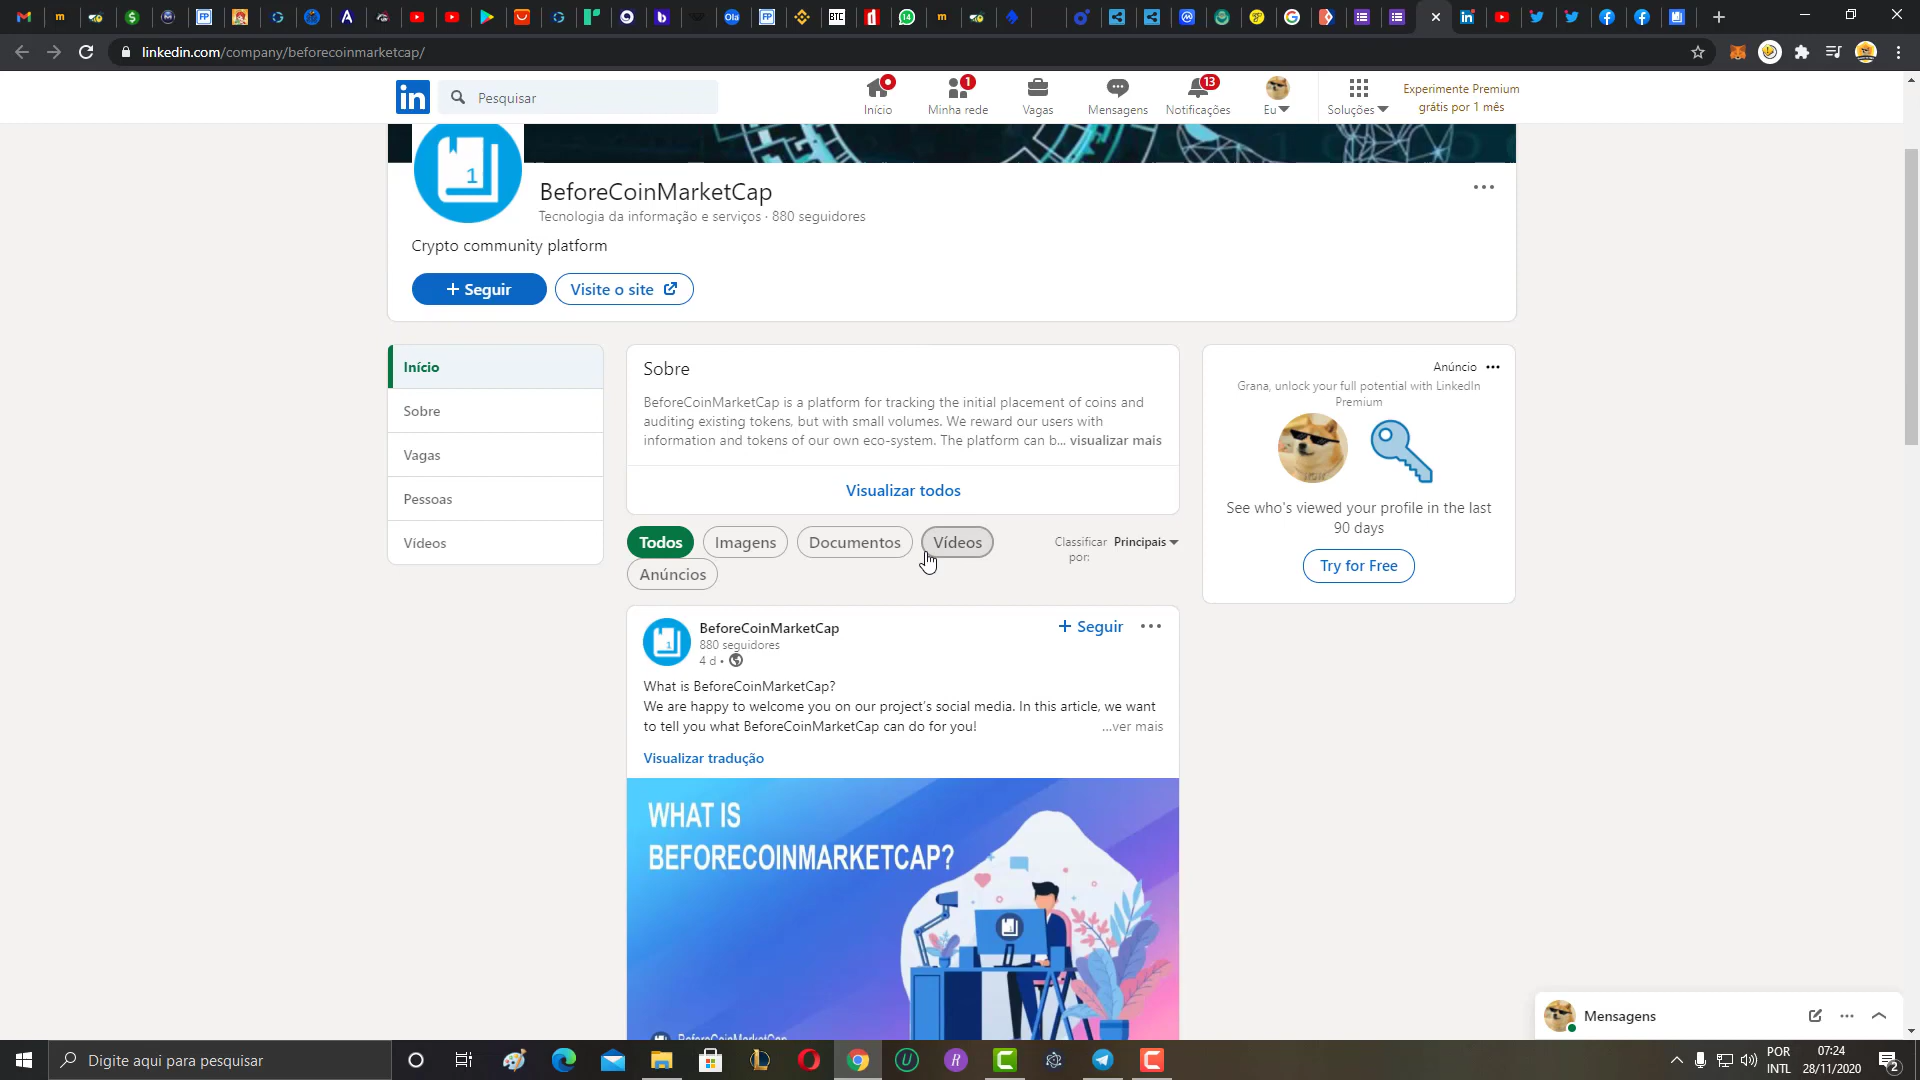 linkedin.com/company/beforecoinmarketcap/
Pesquisar
Início
Minha rede
Vagas
Mensagens
Notificações
Eu
Soluções
Experimente Premium
grátis por 1 mês
1
13
BeforeCoinMarketCap
Tecnologia da informação e serviços · 880 seguidores
Crypto community platform
+ Seguir
Visite o site
Início
Sobre
Vagas
Pessoas
Vídeos
Sobre
BeforeCoinMarketCap is a platform for tracking the initial placement of coins and
auditing existing tokens, but with small volumes. We reward our users with
information and tokens of our own eco-system. The platform can b... visualizar mais
Visualizar todos
Todos
Imagens
Documentos
Vídeos
Anúncios
Classificar por:
Principais
BeforeCoinMarketCap
880 seguidores
4 d •
+ Seguir
What is BeforeCoinMarketCap?
We are happy to welcome you on our project's social media. In this article, we want
to tell you what BeforeCoinMarketCap can do for you!
...ver mais
Visualizar tradução
WHAT IS
BEFORECOINMARKETCAP?
BeforeCoinMarketCap
Anúncio
Grana, unlock your full potential with LinkedIn
Premium
See who's viewed your profile in the last
90 days
Try for Free
Mensagens
Digite aqui para pesquisar
POR
INTL
07:24
28/11/2020
2